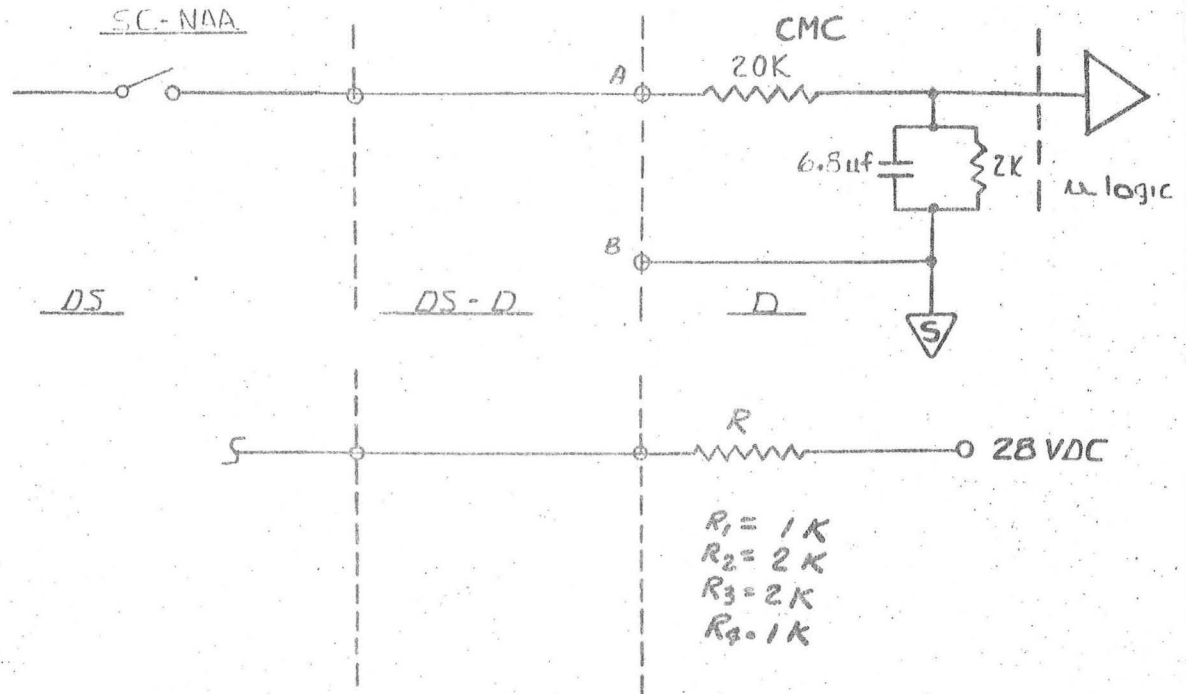 SC-NAA
CMC
A
20K
6.8uf
2K
u logic
B
DS
DS-D
D
S
R
28 VDC
R1 = 1K
R2 = 2K
R3 = 2K
R4 = 1K